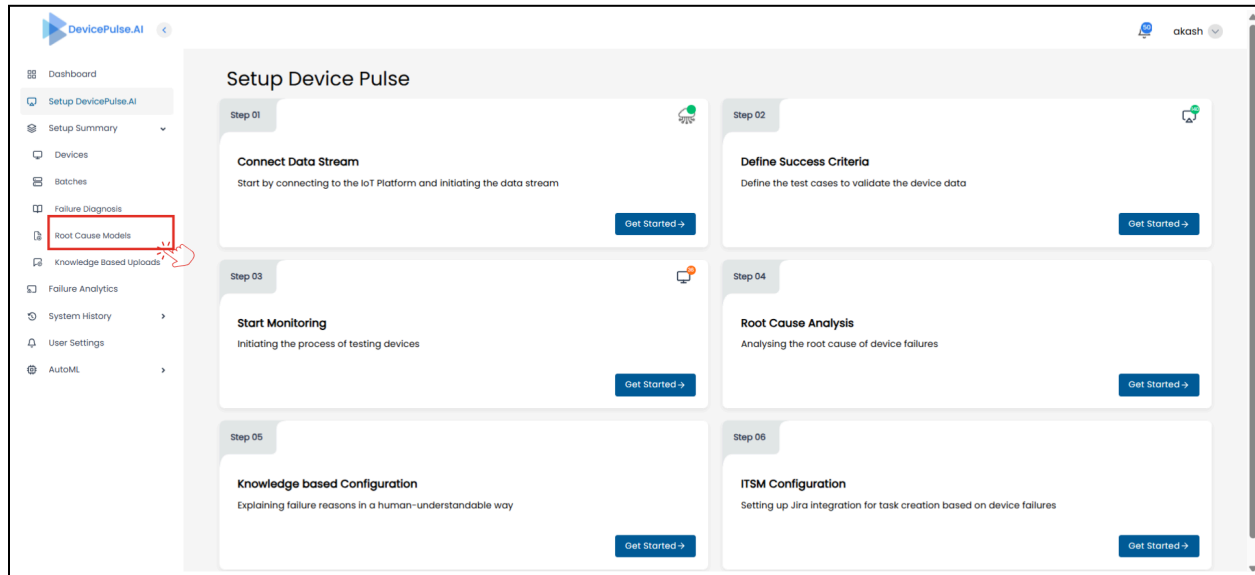 DevicePulse.AI
50
akash
Dashboard
Setup DevicePulse.AI
Setup Summary
Devices
Batches
Failure Diagnosis
Root Cause Models
Knowledge Based Uploads
Failure Analytics
System History
User Settings
AutoML
Setup Device Pulse
Step 01
Connect Data Stream
Start by connecting to the IoT Platform and initiating the data stream
Get Started →
Step 02
Define Success Criteria
Define the test cases to validate the device data
Get Started →
Step 03
Start Monitoring
Initiating the process of testing devices
Get Started →
Step 04
Root Cause Analysis
Analysing the root cause of device failures
Get Started →
Step 05
Knowledge based Configuration
Explaining failure reasons in a human-understandable way
Get Started →
Step 06
ITSM Configuration
Setting up Jira integration for task creation based on device failures
Get Started →